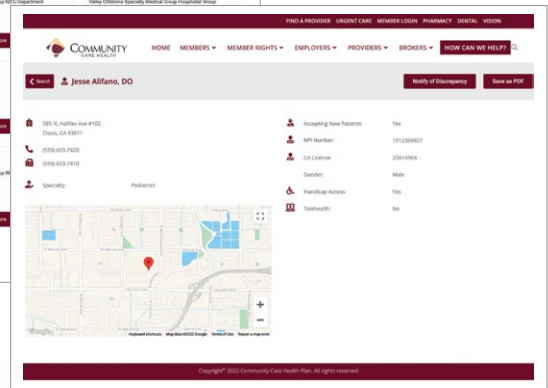 NICU Department Valley Childrens Specialty Medical Group Hospitalist Group
FIND A PROVIDER URGENT CARE MEMBER LOGIN PHARMACY DENTAL VISION
COMMUNITY
CARE HEALTH
HOME MEMBERS MEMBER RIGHTS EMPLOYERS PROVIDERS BROKERS HOW CAN WE HELP?
Search Jesse Alifano, DO Notify of Discrepancy Save as PDF
585 N. Halifax Ave #102
Clovis, CA 93611
(559) 603-7420
(559) 603-7410
Specialty: Pediatrics
Accepting New Patients: Yes
NPI Number: 1912369927
CA License: 20A16904
Gender: Male
Handicap Access: Yes
Telehealth: No
Keyboard shortcuts Map data ©2022 Google Terms of Use Report a map error
Copyright© 2022 Community Care Health Plan. All rights reserved.